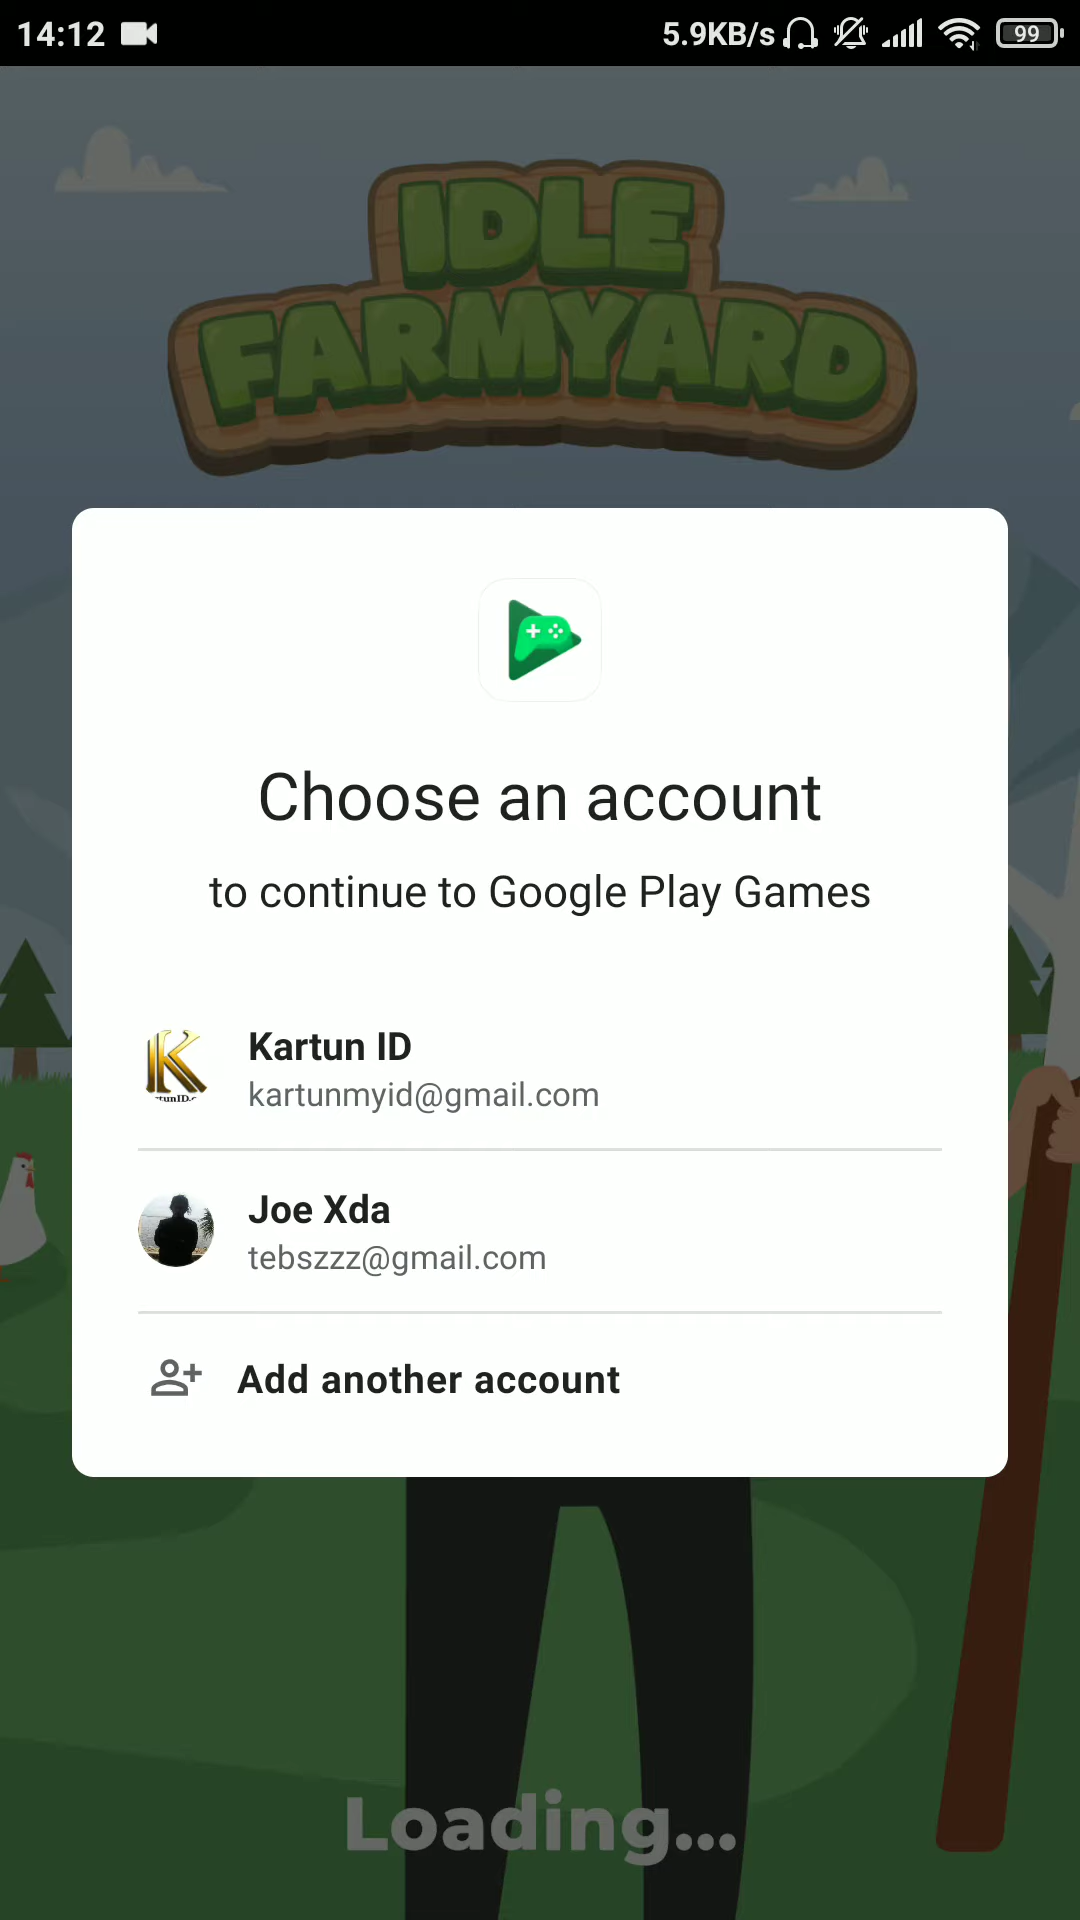 14:12
5.9KB/s
99
IDLE
FARMYARD
Choose an account
to continue to Google Play Games
Kartun ID
kartunmyid@gmail.com
Joe Xda
tebszzz@gmail.com
Add another account
Loading...